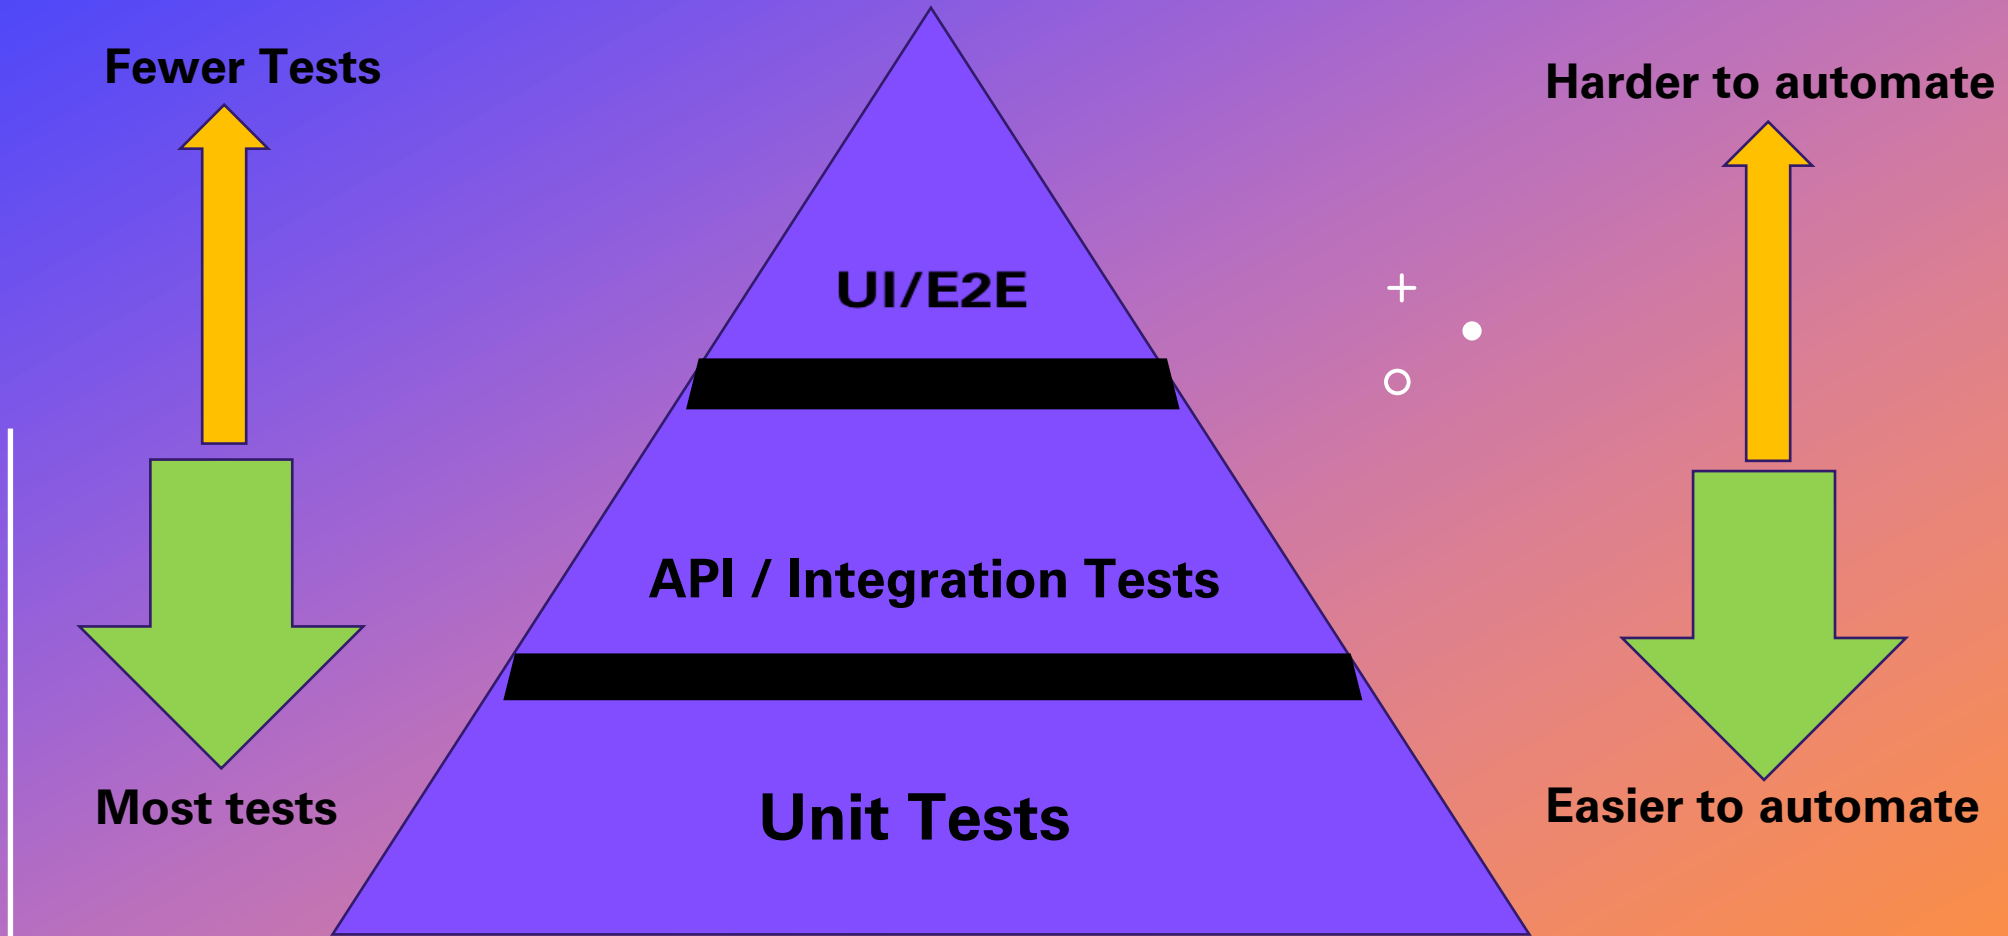 Fewer Tests
Harder to automate
UI/E2E
API / Integration Tests
Unit Tests
Most tests
Easier to automate